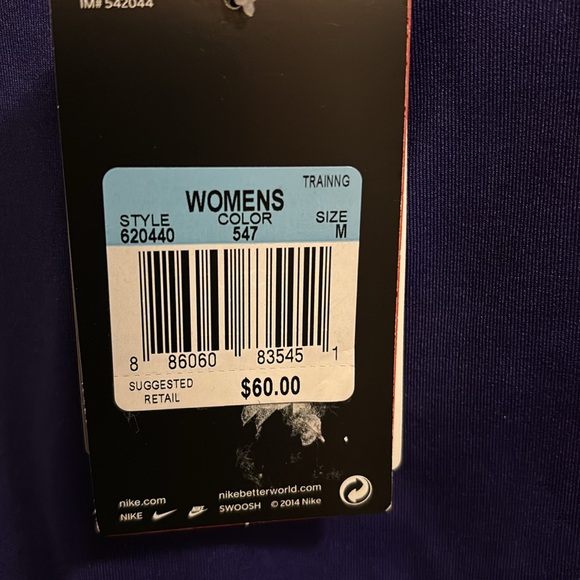 IM# 542044
TRAINNG
WOMENS
STYLE COLOR SIZE
620440 547 M
8 86060 83545 1
SUGGESTED
RETAIL $60.00
nike.com nikebetterworld.com
NIKE SWOOSH © 2014 Nike